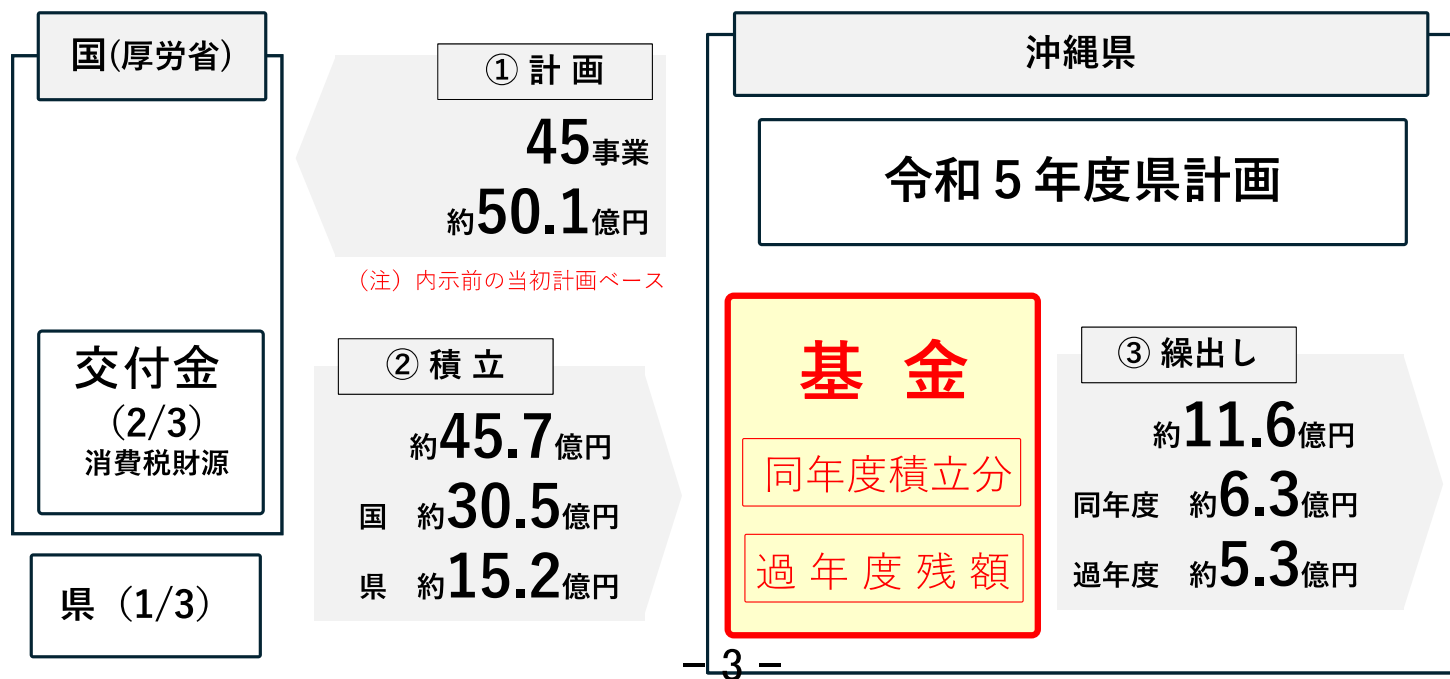 国(厚労省)
① 計 画
45事業
約50.1億円
（注）内示前の当初計画ベース
交付金
(2/3)
消費税財源
県（1/3）
② 積 立
約45.7億円
国 約30.5億円
県 約15.2億円
沖縄県
令和５年度県計画
基 金
同年度積立分
過 年 度 残 額
③ 繰出し
約11.6億円
同年度 約6.3億円
過年度 約5.3億円
－ 3 －